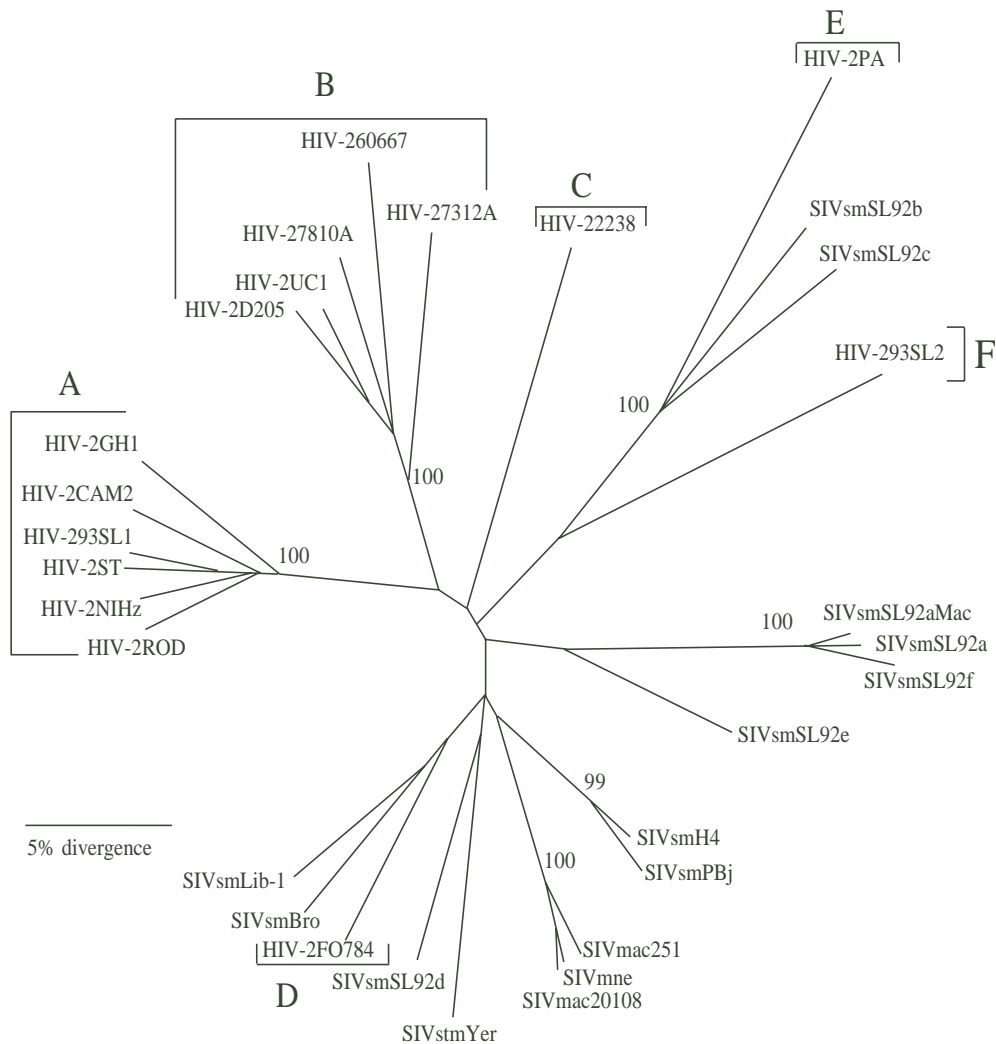 E
HIV-2PA
B
HIV-260667
C
HIV-27312A
HIV-22238
SIVsmSL92b
HIV-27810A
SIVsmSL92c
HIV-2UC1
HIV-2D205
HIV-293SL2
F
A
100
HIV-2GH1
100
HIV-2CAM2
HIV-293SL1
100
HIV-2ST
HIV-2NIHz
HIV-2ROD
SIVsmSL92aMac
100
SIVsmSL92a
SIVsmSL92f
SIVsmSL92e
99
SIVsmH4
5% divergence
100
SIVsmPBj
SIVsmLib-1
SIVsmBro
HIV-2FO784
SIVmac251
SIVsmSL92d
SIVmne
D
SIVmac20108
SIVstmYer